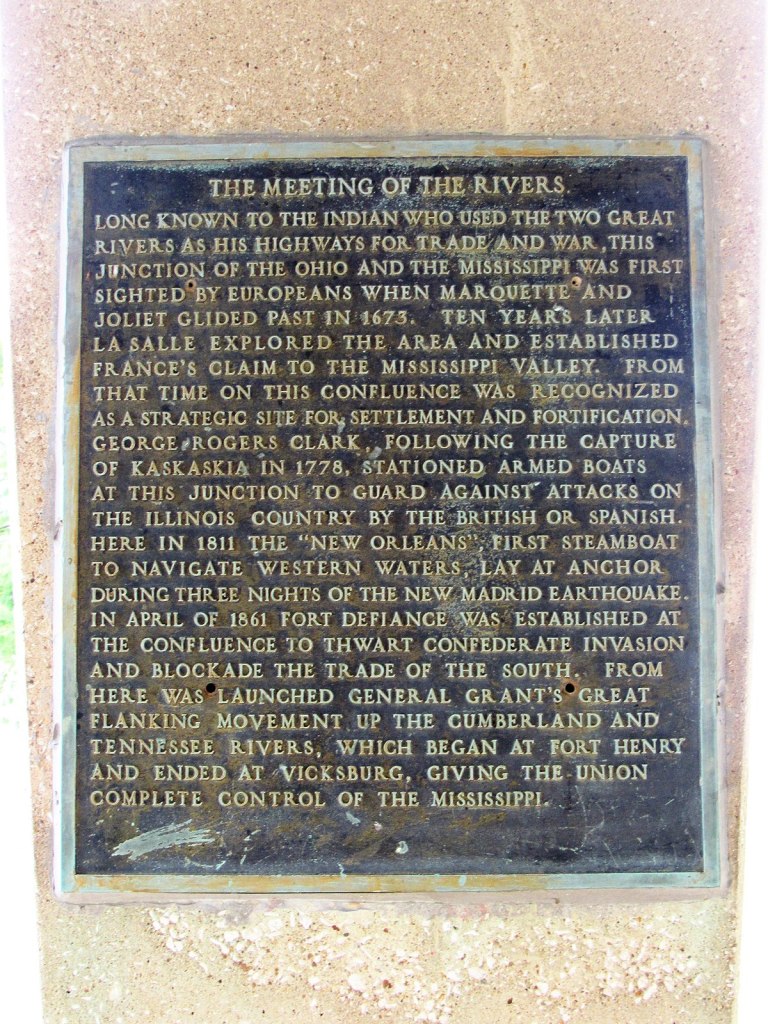 THE MEETING OF THE RIVERS
LONG KNOWN TO THE INDIAN WHO USED THE TWO GREAT
RIVERS AS HIS HIGHWAYS FOR TRADE AND WAR, THIS
JUNCTION OF THE OHIO AND THE MISSISSIPPI WAS FIRST
SIGHTED BY EUROPEANS WHEN MARQUETTE AND
JOLIET GLIDED PAST IN 1673. TEN YEARS LATER
LA SALLE EXPLORED THE AREA AND ESTABLISHED
FRANCE'S CLAIM TO THE MISSISSIPPI VALLEY. FROM
THAT TIME ON THIS CONFLUENCE WAS RECOGNIZED
AS A STRATEGIC SITE FOR SETTLEMENT AND FORTIFICATION.
GEORGE ROGERS CLARK, FOLLOWING THE CAPTURE
OF KASKASKIA IN 1778, STATIONED ARMED BOATS
AT THIS JUNCTION TO GUARD AGAINST ATTACKS ON
THE ILLINOIS COUNTRY BY THE BRITISH OR SPANISH.
HERE IN 1811 THE "NEW ORLEANS", FIRST STEAMBOAT
TO NAVIGATE WESTERN WATERS, LAY AT ANCHOR
DURING THREE NIGHTS OF THE NEW MADRID EARTHQUAKE.
IN APRIL OF 1861 FORT DEFIANCE WAS ESTABLISHED AT
THE CONFLUENCE TO THWART CONFEDERATE INVASION
AND BLOCKADE THE TRADE OF THE SOUTH. FROM
HERE WAS LAUNCHED GENERAL GRANT'S GREAT
FLANKING MOVEMENT UP THE CUMBERLAND AND
TENNESSEE RIVERS, WHICH BEGAN AT FORT HENRY
AND ENDED AT VICKSBURG, GIVING THE UNION
COMPLETE CONTROL OF THE MISSISSIPPI.